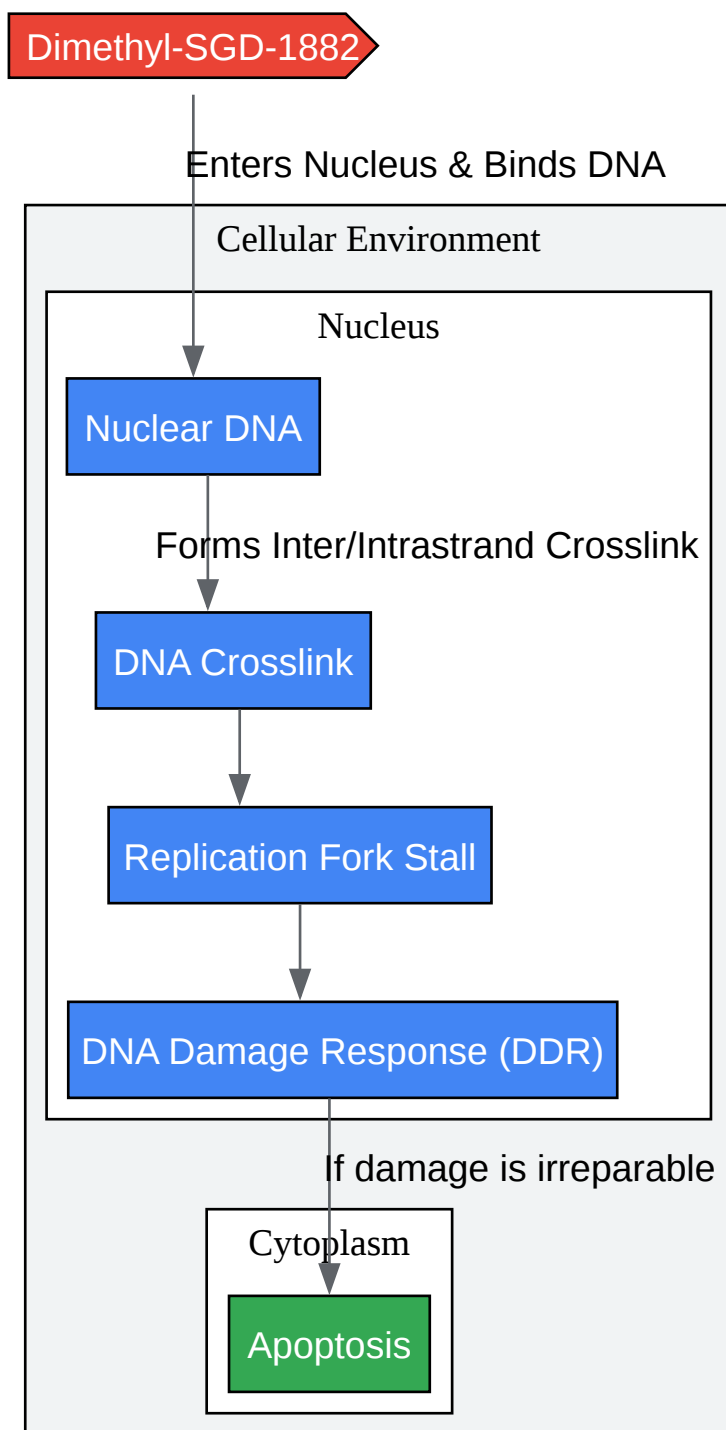 Dimethyl-SGD-1882
Enters Nucleus & Binds DNA
Cellular Environment
Nucleus
Nuclear DNA
Forms Inter/Intrastrand Crosslink
DNA Crosslink
Replication Fork Stall
DNA Damage Response (DDR)
If damage is irreparable
Cytoplasm
Apoptosis